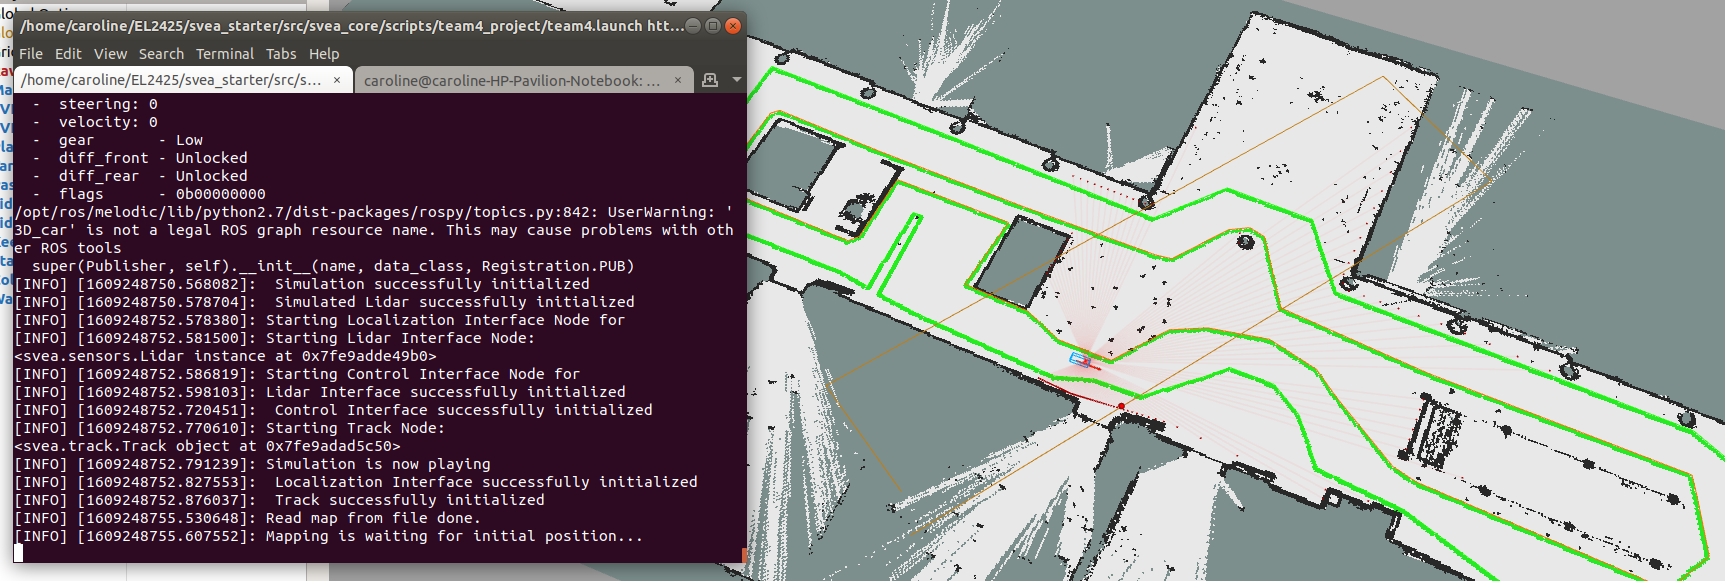 /home/caroline/EL2425/svea_starter/src/svea_core/scripts/team4_project/team4.launch htt...
File Edit View Search Terminal Tabs Help
/home/caroline/EL2425/svea_starter/src/s... ×
caroline@caroline-HP-Pavilion-Notebook: ... ×
- steering: 0
- velocity: 0
- gear - Low
- diff_front - Unlocked
- diff_rear - Unlocked
- flags - 0b00000000
/opt/ros/melodic/lib/python2.7/dist-packages/rospy/topics.py:842: UserWarning: '
3D_car' is not a legal ROS graph resource name. This may cause problems with oth
er ROS tools
super(Publisher, self).__init__(name, data_class, Registration.PUB)
[INFO] [1609248750.568082]: Simulation successfully initialized
[INFO] [1609248750.578704]: Simulated Lidar successfully initialized
[INFO] [1609248752.578380]: Starting Localization Interface Node for
[INFO] [1609248752.581500]: Starting Lidar Interface Node:
<svea.sensors.Lidar instance at 0x7fe9adde49b0>
[INFO] [1609248752.586819]: Starting Control Interface Node for
[INFO] [1609248752.598103]: Lidar Interface successfully initialized
[INFO] [1609248752.720451]: Control Interface successfully initialized
[INFO] [1609248752.770610]: Starting Track Node:
<svea.track.Track object at 0x7fe9adad5c50>
[INFO] [1609248752.791239]: Simulation is now playing
[INFO] [1609248752.827553]: Localization Interface successfully initialized
[INFO] [1609248752.876037]: Track successfully initialized
[INFO] [1609248755.530648]: Read map from file done.
[INFO] [1609248755.607552]: Mapping is waiting for initial position...